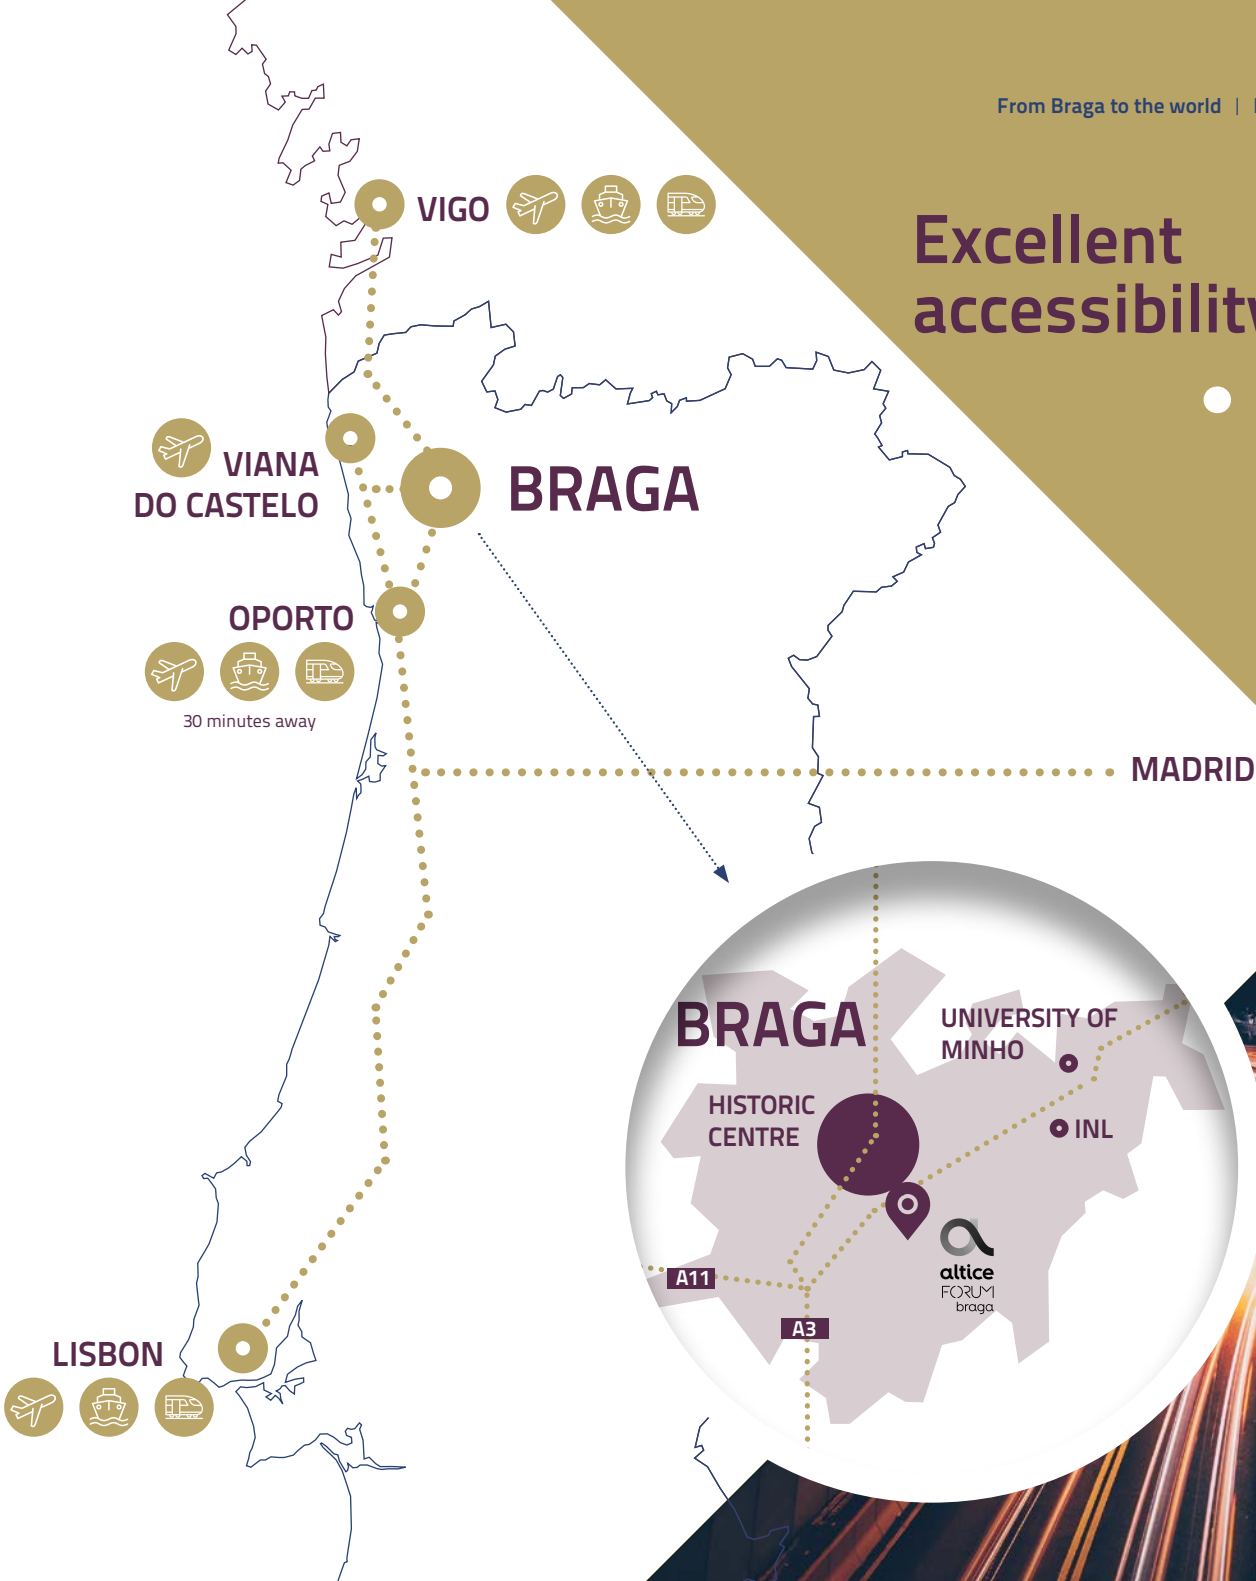 From Braga to the world |
Excellent
accessibility
VIGO
VIANA
DO CASTELO
BRAGA
OPORTO
30 minutes away
MADRID
BRAGA
UNIVERSITY OF
MINHO
HISTORIC
CENTRE
INL
altice
FORUM
braga
A11
A3
LISBON